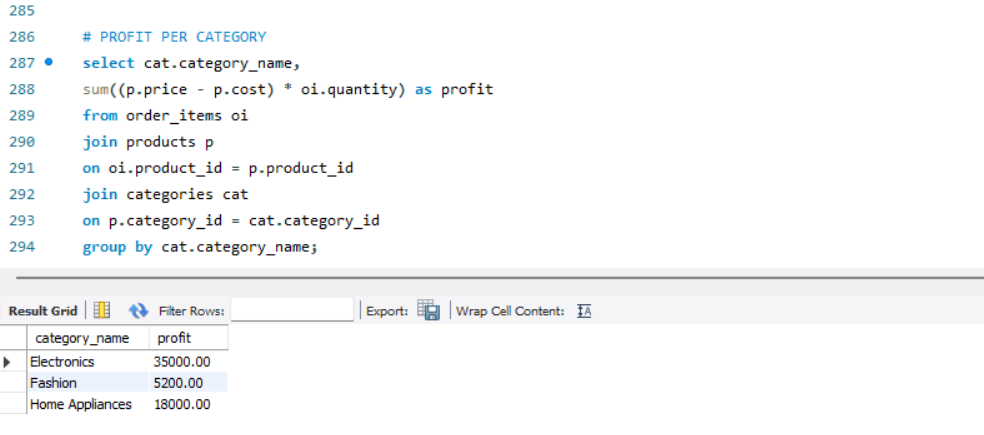 285
286 # PROFIT PER CATEGORY
287 select cat.category_name,
288 sum((p.price - p.cost) * oi.quantity) as profit
289 from order_items oi
290 join products p
291 on oi.product_id = p.product_id
292 join categories cat
293 on p.category_id = cat.category_id
294 group by cat.category_name;
Result Grid Filter Rows: Export: Wrap Cell Content: IA
category_name profit
Electronics 35000.00
Fashion 5200.00
Home Appliances 18000.00